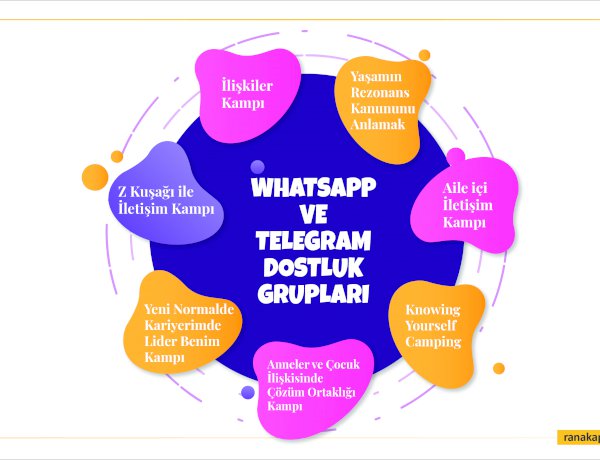 İlişkiler
Kampı
Yaşamın
Rezonans
Kanununu
Anlamak
Z Kuşağı ile
İletişim Kampı
WHATSAPP
VE
TELEGRAM
DOSTLUK
GRUPLARI
Aile içi
İletişim
Kampı
Yeni Normalde
Kariyerimde
Lider Benim
Kampı
Knowing
Yourself
Camping
Anneler ve Çocuk
İlişkisinde
Çözüm Ortaklığı
Kampı